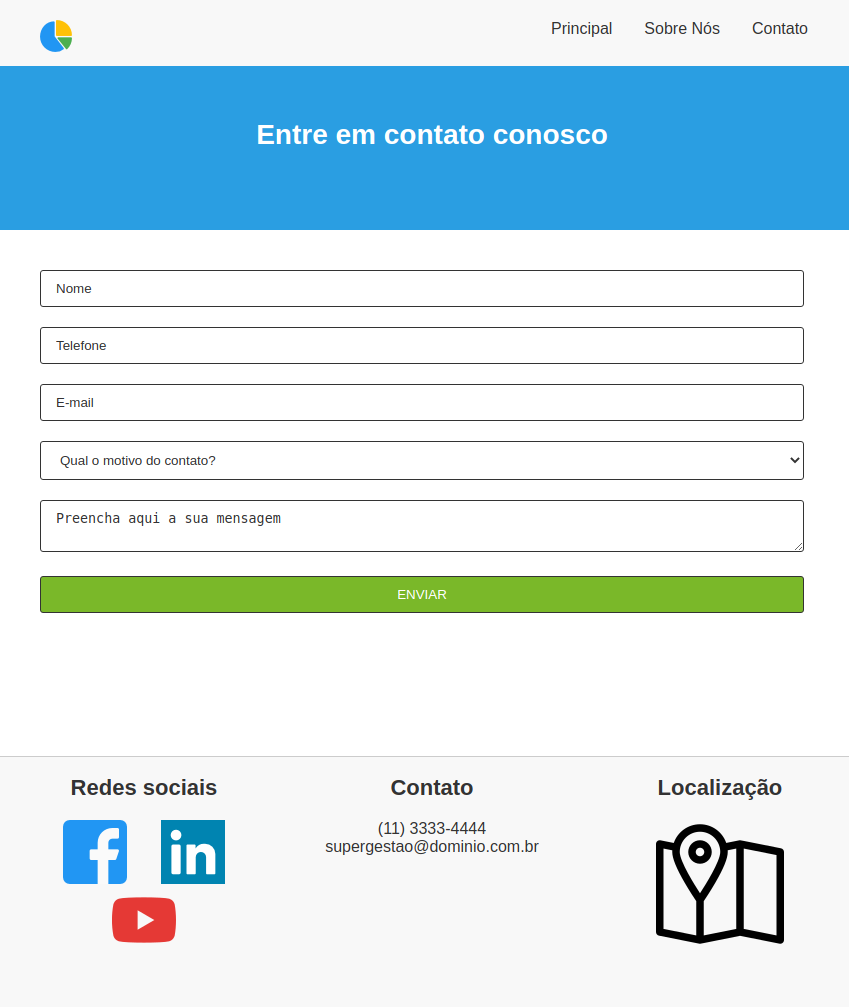 Principal Sobre Nós Contato
Entre em contato conosco
Nome
Telefone
E-mail
Qual o motivo do contato?
Preencha aqui a sua mensagem
ENVIAR
Redes sociais
in
Contato
(11) 3333-4444
supergestao@dominio.com.br
Localização